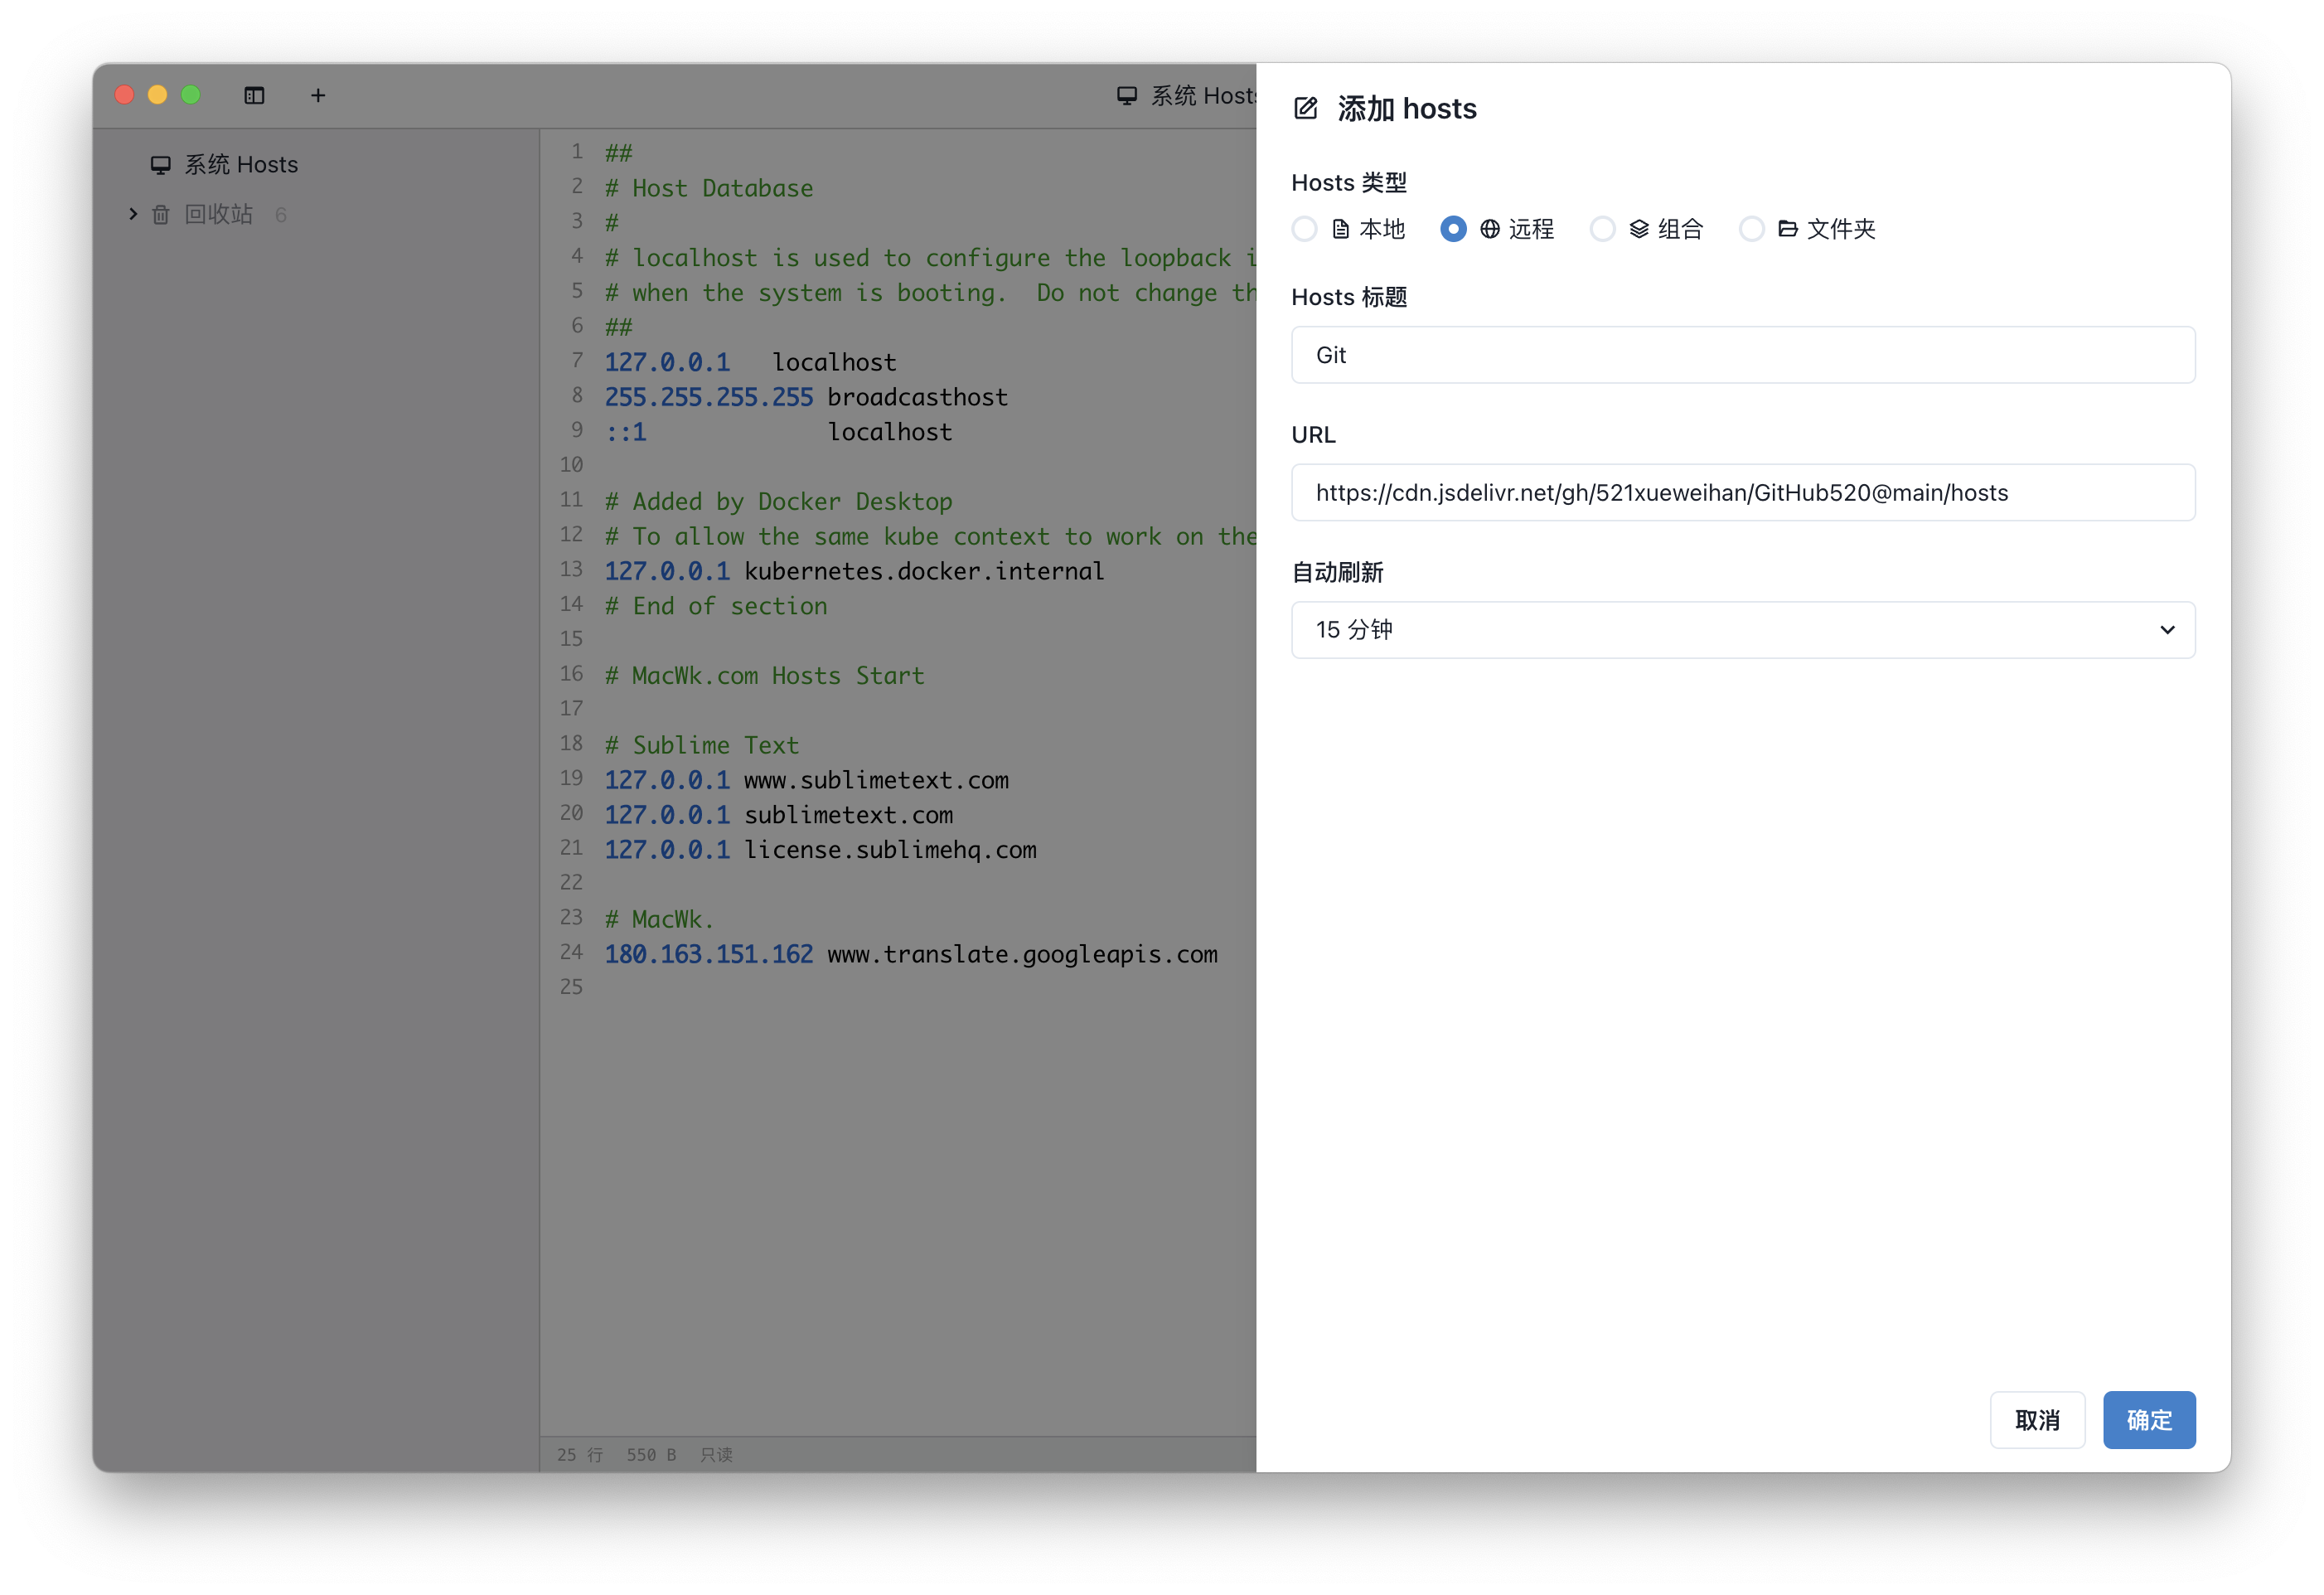 系统 Hosts
系统 Hosts
回收站 6
1 ##
2 # Host Database
3 #
4 # localhost is used to configure the loopback i
5 # when the system is booting.  Do not change th
6 ##
7 127.0.0.1   localhost
8 255.255.255.255 broadcasthost
9 ::1             localhost
10
11 # Added by Docker Desktop
12 # To allow the same kube context to work on the
13 127.0.0.1 kubernetes.docker.internal
14 # End of section
15
16 # MacWk.com Hosts Start
17
18 # Sublime Text
19 127.0.0.1 www.sublimetext.com
20 127.0.0.1 sublimetext.com
21 127.0.0.1 license.sublimehq.com
22
23 # MacWk.
24 180.163.151.162 www.translate.googleapis.com
25
25 行 550 B 只读
添加 hosts
Hosts 类型
本地 远程 组合 文件夹
Hosts 标题
Git
URL
https://cdn.jsdelivr.net/gh/521xueweihan/GitHub520@main/hosts
自动刷新
15 分钟
取消 确定